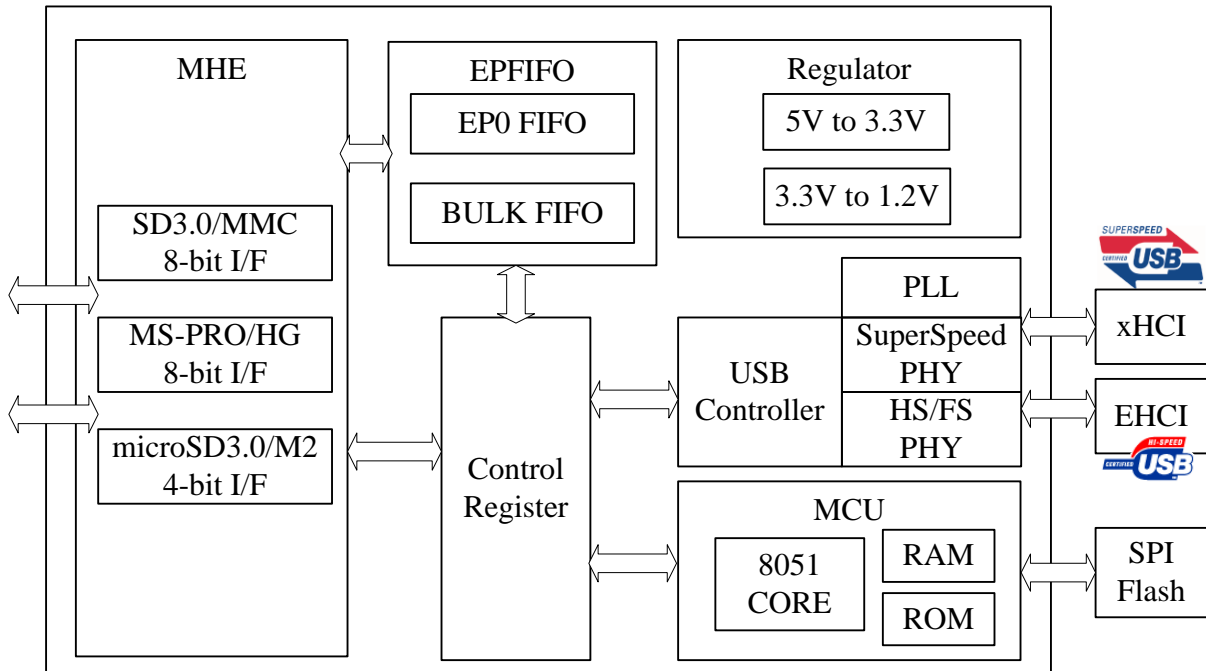 MHE
SD3.0/MMC
8-bit I/F
MS-PRO/HG
8-bit I/F
microSD3.0/M2
4-bit I/F
EPFIFO
EP0 FIFO
BULK FIFO
Control
Register
Regulator
5V to 3.3V
3.3V to 1.2V
USB
Controller
PLL
SuperSpeed
PHY
HS/FS
PHY
MCU
8051
CORE
RAM
ROM
SUPERSPEED
CERTIFIED USB
xHCI
EHCI
HI-SPEED
CERTIFIED USB
SPI
Flash